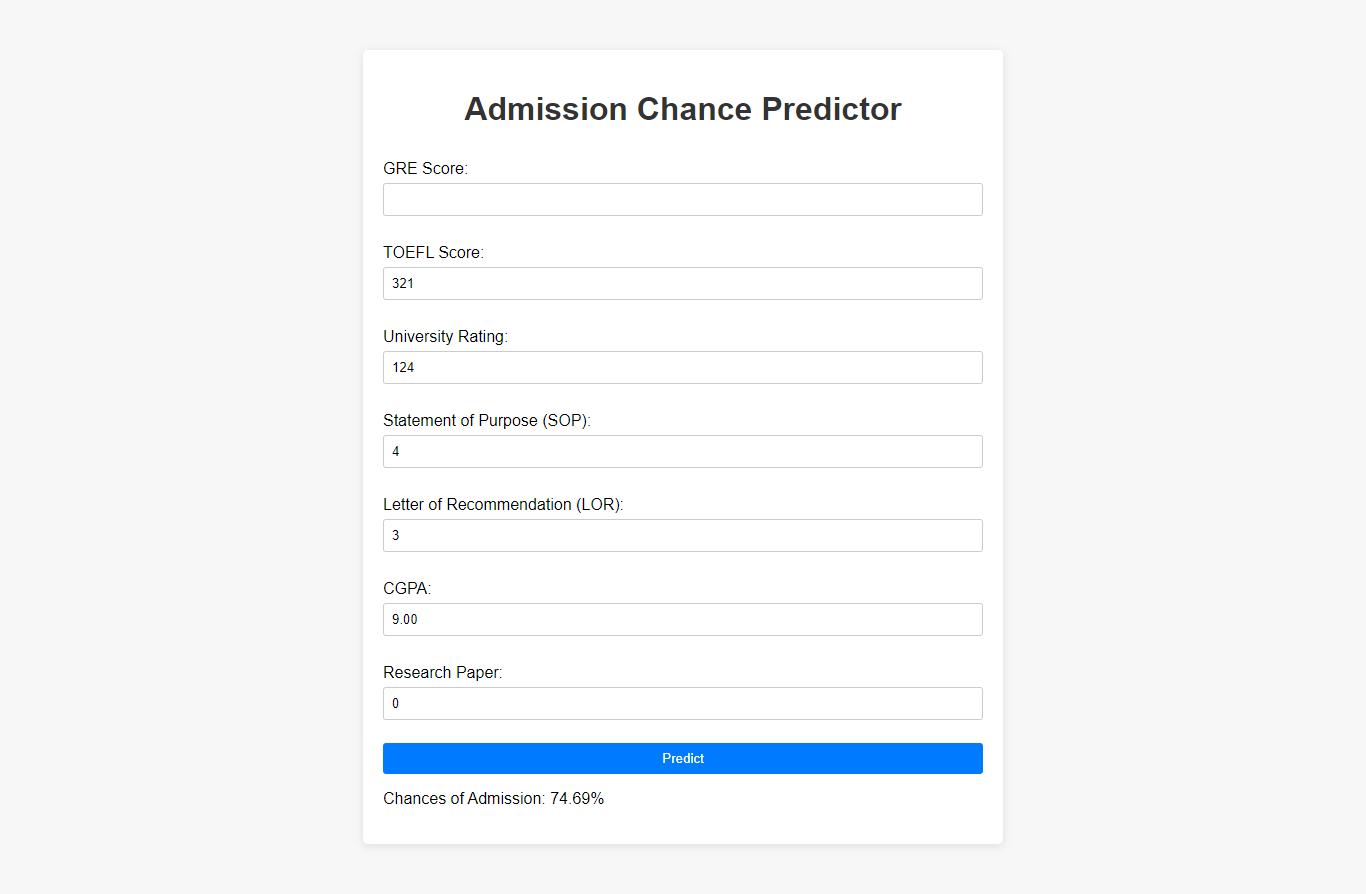 Admission Chance Predictor
GRE Score:
TOEFL Score:
321
University Rating:
124
Statement of Purpose (SOP):
4
Letter of Recommendation (LOR):
3
CGPA:
9.00
Research Paper:
0
Predict
Chances of Admission: 74.69%